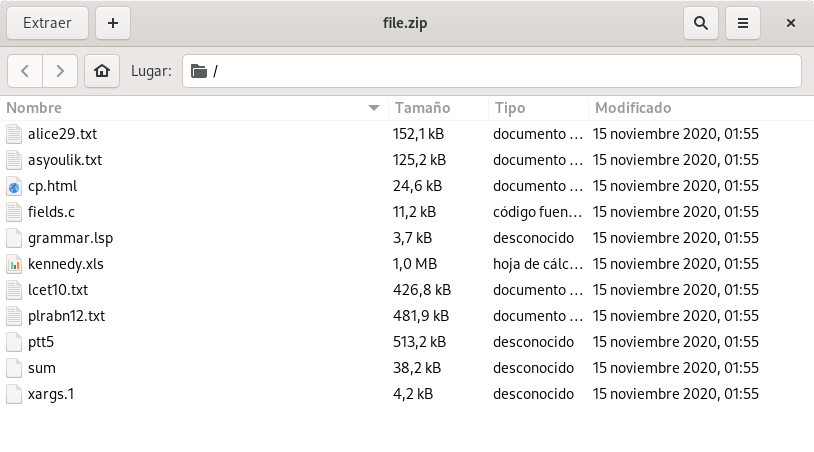 Extraer + file.zip
Lugar: /
Nombre Tamaño Tipo Modificado
alice29.txt 152,1 kB documento … 15 noviembre 2020, 01:55
asyoulik.txt 125,2 kB documento … 15 noviembre 2020, 01:55
cp.html 24,6 kB documento … 15 noviembre 2020, 01:55
fields.c 11,2 kB código fuen… 15 noviembre 2020, 01:55
grammar.lsp 3,7 kB desconocido 15 noviembre 2020, 01:55
kennedy.xls 1,0 MB hoja de cálc… 15 noviembre 2020, 01:55
lcet10.txt 426,8 kB documento … 15 noviembre 2020, 01:55
plrabn12.txt 481,9 kB documento … 15 noviembre 2020, 01:55
ptt5 513,2 kB desconocido 15 noviembre 2020, 01:55
sum 38,2 kB desconocido 15 noviembre 2020, 01:55
xargs.1 4,2 kB desconocido 15 noviembre 2020, 01:55